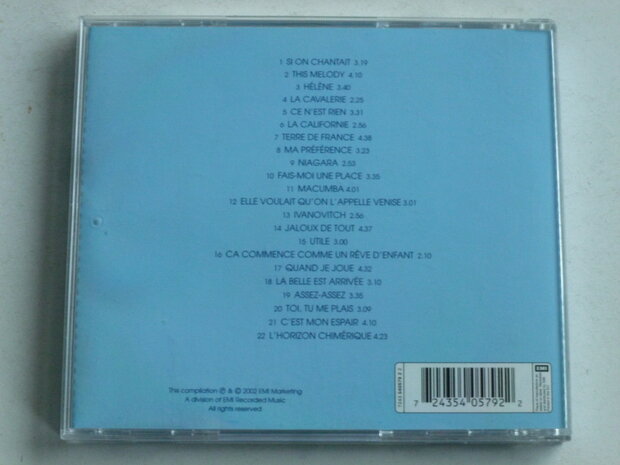 1 SI ON CHANTAIT 3.19
2 THIS MELODY 4.10
3 HÉLÈNE 3.40
4 LA CAVALERIE 2.25
5 CE N'EST RIEN 3.31
6 LA CALIFORNIE 2.56
7 TERRE DE FRANCE 4.38
8 MA PRÉFÉRENCE 3.23
9 NIAGARA 2.53
10 FAIS-MOI UNE PLACE 3.35
11 MACUMBA 4.01
12 ELLE VOULAIT QU'ON L'APPELLE VENISE 3.01
13 IVANOVITCH 2.56
14 JALOUX DE TOUT 4.37
15 UTILE 3.00
16 CA COMMENCE COMME UN RÊVE D'ENFANT 2.10
17 QUAND JE JOUE 4.32
18 LA BELLE EST ARRIVÉE 3.10
19 ASSEZ-ASSEZ 3.35
20 TOI, TU ME PLAIS 3.09
21 C'EST MON ESPAIR 4.10
22 L'HORIZON CHIMÉRIQUE 4:23
This compilation ℗ & © 2002 EMI Marketing
A division of EMI Recorded Music
All rights reserved
EMI
7 24354 05792 2